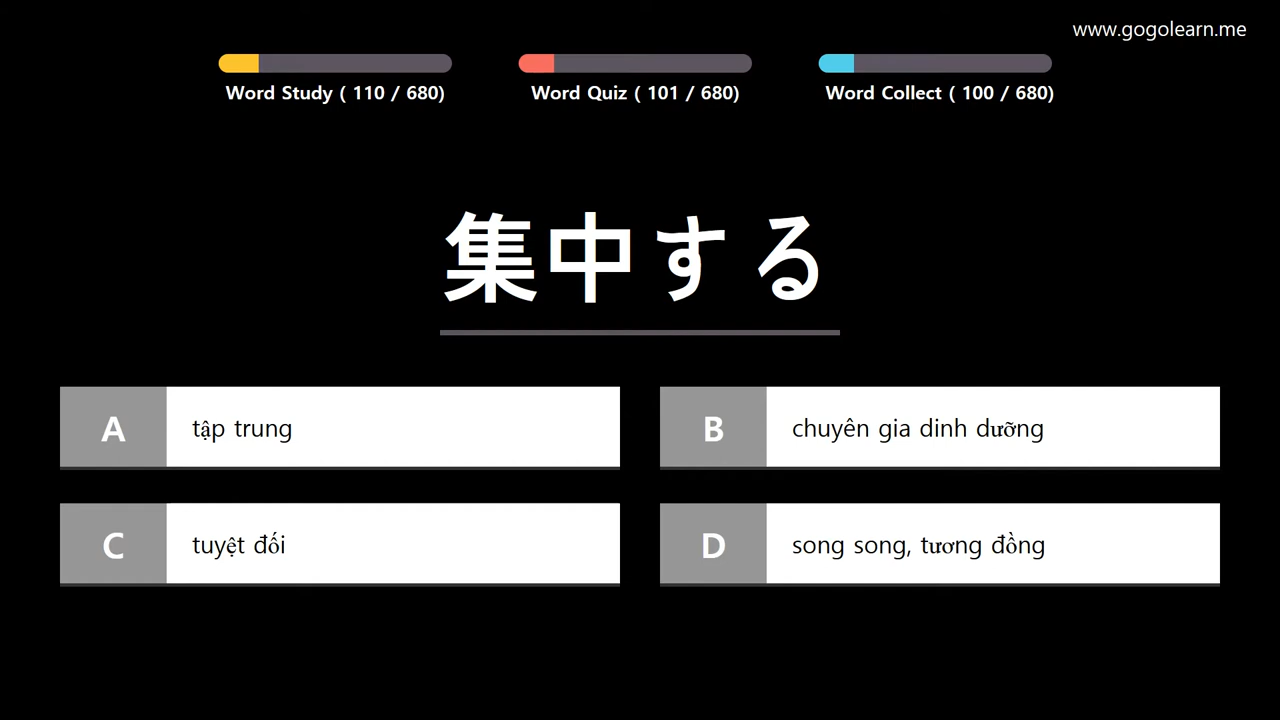 www.gogolearn.me
Word Study ( 110 / 680)
Word Quiz ( 101 / 680)
Word Collect ( 100 / 680)
集中する
A tập trung
B chuyên gia dinh dưỡng
C tuyệt đối
D song song, tương đồng